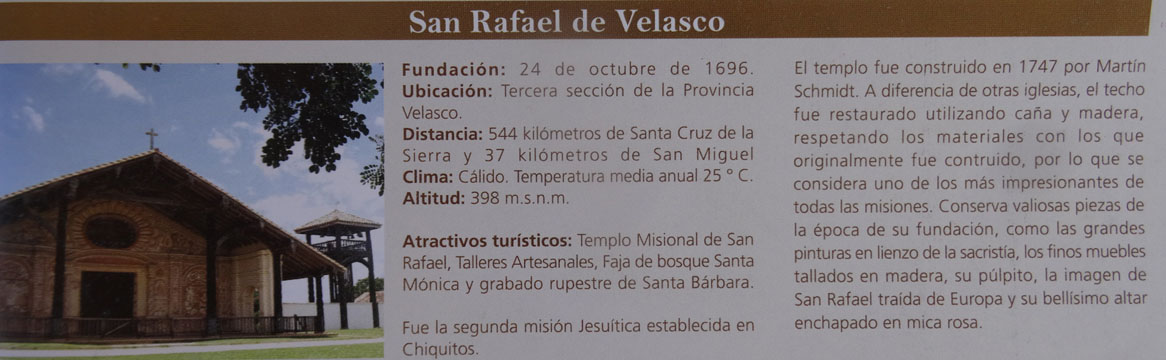 San Rafael de Velasco
Fundación: 24 de octubre de 1696.
Ubicación: Tercera sección de la Provincia
Velasco.
Distancia: 544 kilómetros de Santa Cruz de la
Sierra y 37 kilómetros de San Miguel
Clima: Cálido. Temperatura media anual 25 º C.
Altitud: 398 m.s.n.m.
Atractivos turísticos: Templo Misional de San
Rafael, Talleres Artesanales, Faja de bosque Santa
Mónica y grabado rupestre de Santa Bárbara.
Fue la segunda misión Jesuítica establecida en
Chiquitos.
El templo fue construido en 1747 por Martín
Schmidt. A diferencia de otras iglesias, el techo
fue restaurado utilizando caña y madera,
respetando los materiales con los que
originalmente fue contruido, por lo que se
considera uno de los más impresionantes de
todas las misiones. Conserva valiosas piezas de
la época de su fundación, como las grandes
pinturas en lienzo de la sacristía, los finos muebles
tallados en madera, su púlpito, la imagen de
San Rafael traída de Europa y su bellísimo altar
enchapado en mica rosa.